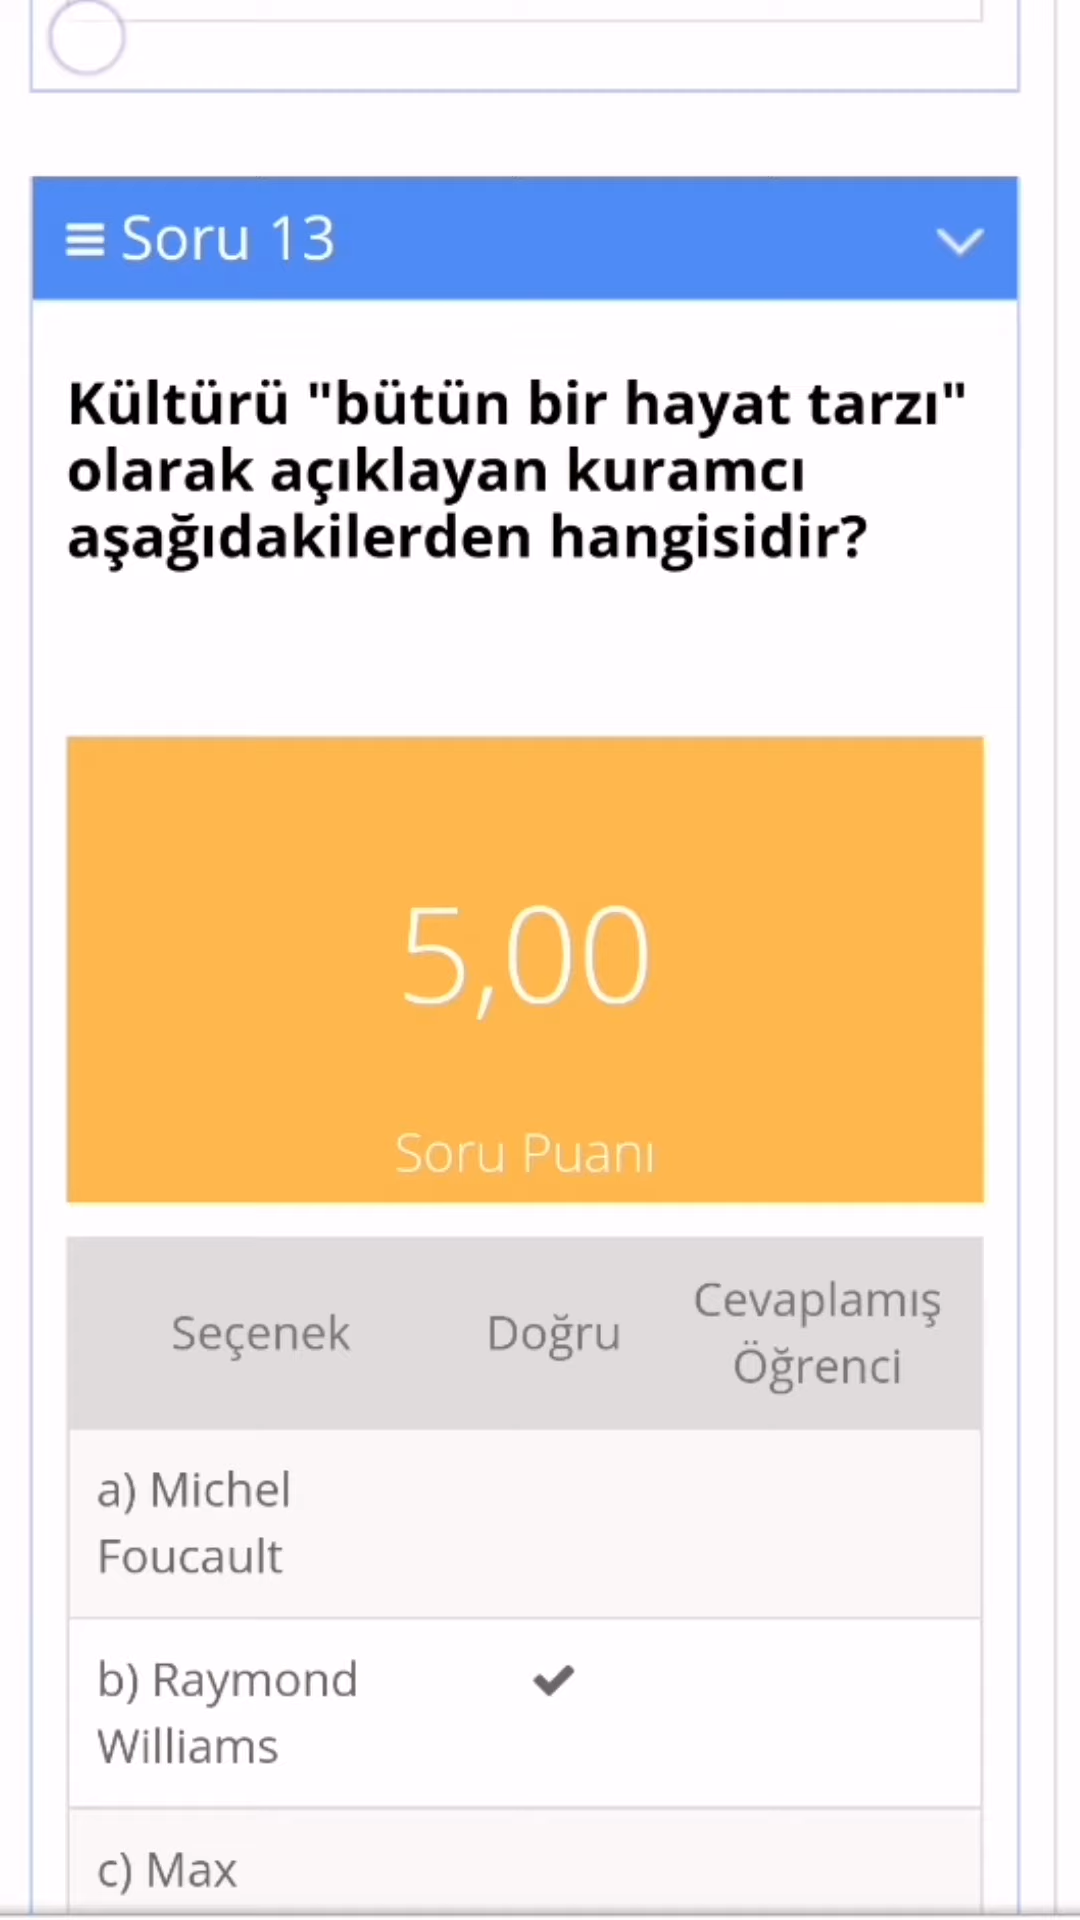 Soru 13
Kültürü "bütün bir hayat tarzı"
olarak açıklayan kuramcı
aşağıdakilerden hangisidir?
5,00
Soru Puanı
Seçenek Doğru Cevaplamış
Öğrenci
a) Michel
Foucault
b) Raymond
Williams
c) Max